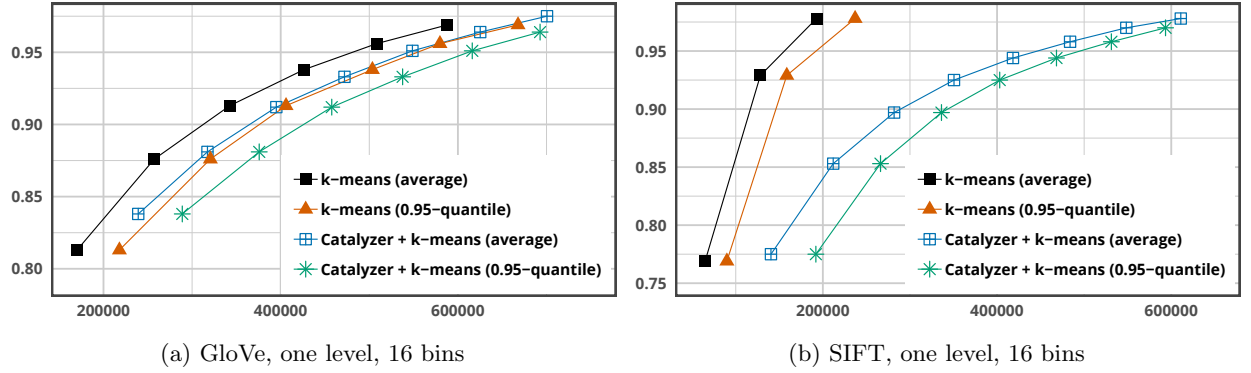 0.95
0.90
0.85
0.80
k−means (average)
k−means (0.95−quantile)
Catalyzer + k−means (average)
Catalyzer + k−means (0.95−quantile)
200000 400000 600000
(a) GloVe, one level, 16 bins
0.95
0.90
0.85
0.80
0.75
k−means (average)
k−means (0.95−quantile)
Catalyzer + k−means (average)
Catalyzer + k−means (0.95−quantile)
200000 400000 600000
(b) SIFT, one level, 16 bins